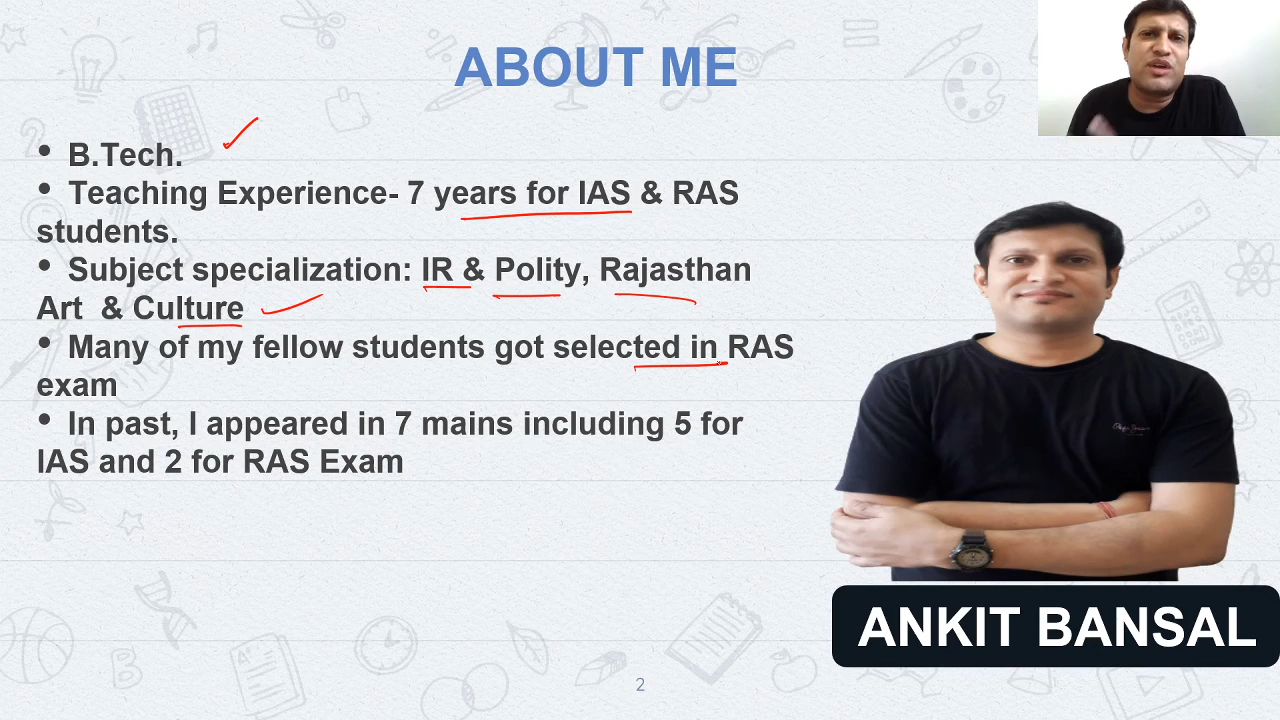 ABOUT ME
• B.Tech.
• Teaching Experience- 7 years for IAS & RAS
students.
• Subject specialization: IR & Polity, Rajasthan
Art & Culture
• Many of my fellow students got selected in RAS
exam
• In past, I appeared in 7 mains including 5 for
IAS and 2 for RAS Exam
ANKIT BANSAL
2